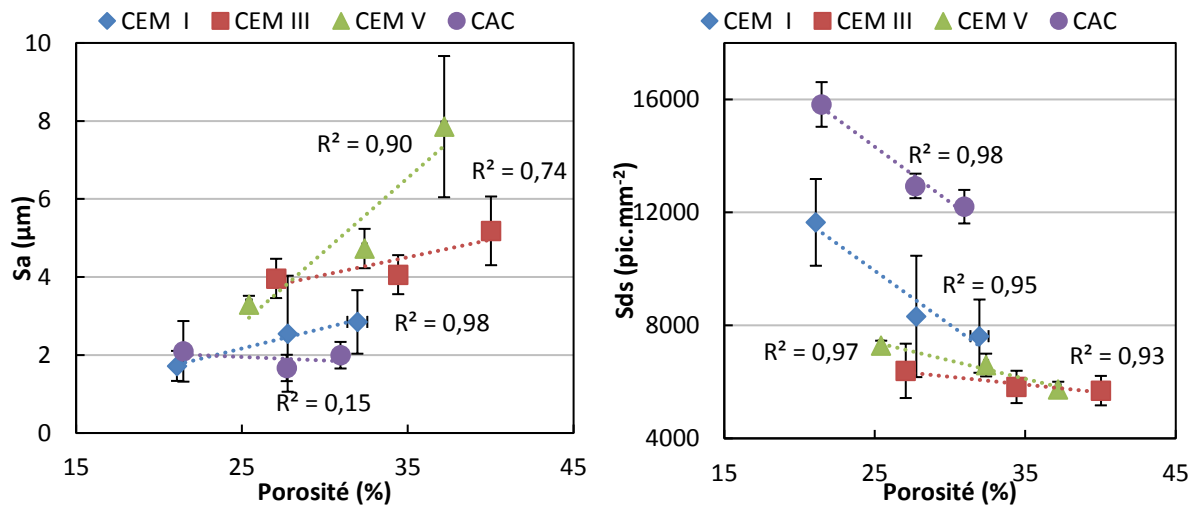 CEM I CEM III CEM V CAC
10
8
6
4
2
0
15 25 35 45
Sa (µm)
Porosité (%)
R² = 0,90
R² = 0,74
R² = 0,98
R² = 0,15
CEM I CEM III CEM V CAC
16000
12000
8000
4000
15 25 35 45
Sds (pic.mm⁻²)
Porosité (%)
R² = 0,98
R² = 0,95
R² = 0,97
R² = 0,93